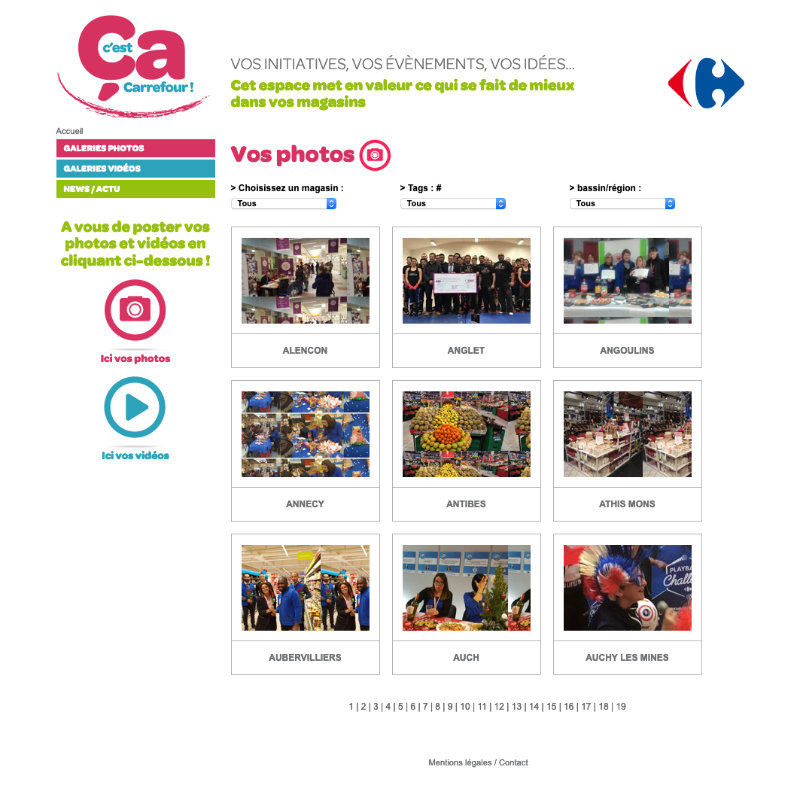 c'est
Ça
Carrefour !
VOS INITIATIVES, VOS ÉVÈNEMENTS, VOS IDÉES...
Cet espace met en valeur ce qui se fait de mieux
dans vos magasins
Accueil
GALERIES PHOTOS
GALERIES VIDÉOS
NEWS / ACTU
A vous de poster vos
photos et vidéos en
cliquant ci-dessous !
Ici vos photos
Ici vos vidéos
Vos photos
> Choisissez un magasin :
Tous
> Tags : #
Tous
> bassin/région :
Tous
ALENCON
ANGLET
ANGOULINS
ANNECY
ANTIBES
ATHIS MONS
PLAYBA
Chall
AUBERVILLIERS
AUCH
AUCHY LES MINES
1 | 2 | 3 | 4 | 5 | 6 | 7 | 8 | 9 | 10 | 11 | 12 | 13 | 14 | 15 | 16 | 17 | 18 | 19
Mentions légales / Contact